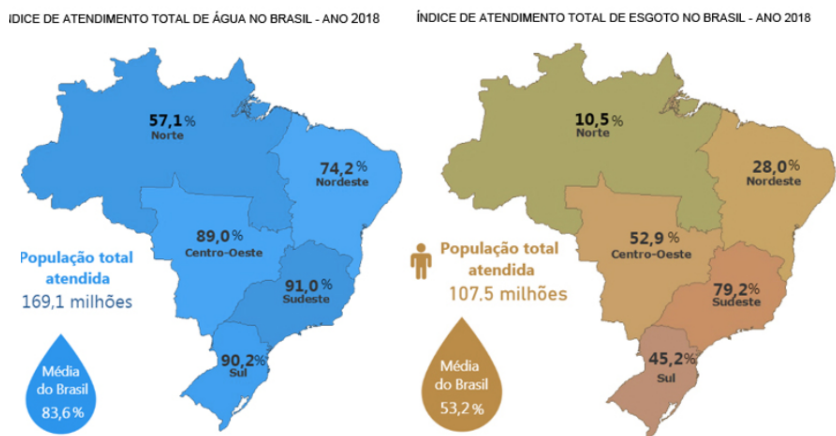 ÍNDICE DE ATENDIMENTO TOTAL DE ÁGUA NO BRASIL - ANO 2018
57,1%
Norte
74,2%
Nordeste
89,0%
Centro-Oeste
91,0%
Sudeste
90,2%
Sul
População total
atendida
169,1 milhões
Média
do Brasil
83,6%
ÍNDICE DE ATENDIMENTO TOTAL DE ESGOTO NO BRASIL - ANO 2018
10,5%
Norte
28,0%
Nordeste
52,9%
Centro-Oeste
79,2%
Sudeste
45,2%
Sul
População total
atendida
107.5 milhões
Média
do Brasil
53,2%